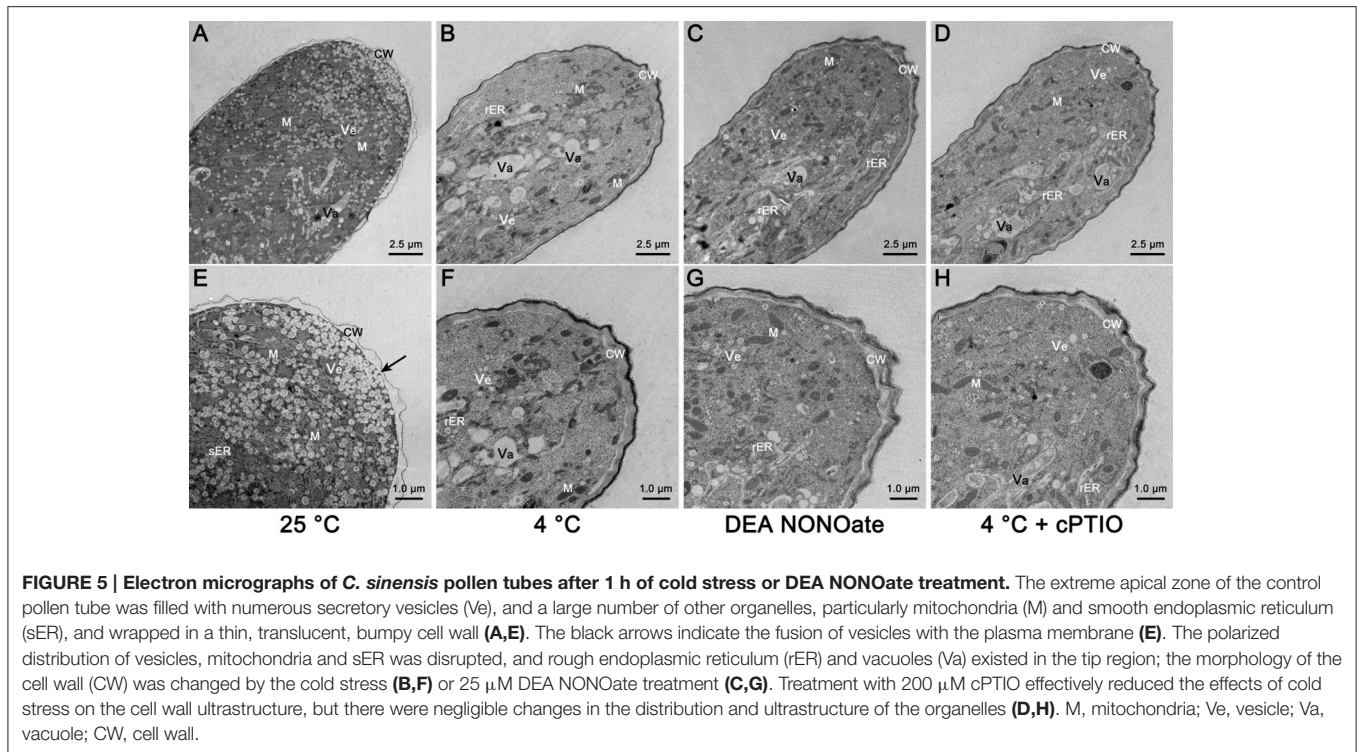 A
CW
M
Ve
M
Va
2.5 μm
B
CW
M
rER
Va
Va
M
Ve
2.5 μm
C
M
CW
Ve
rER
Va
rER
2.5 μm
D
CW
Ve
M
rER
rER
Va
Va
2.5 μm
E
CW
M
Ve
M
sER
1.0 μm
F
CW
Ve
rER
Va
M
1.0 μm
G
M
Ve
CW
rER
1.0 μm
H
CW
Ve
M
Va
rER
1.0 μm
25 °C
4 °C
DEA NONOate
4 °C + cPTIO
FIGURE 5 | Electron micrographs of C. sinensis pollen tubes after 1 h of cold stress or DEA NONOate treatment. The extreme apical zone of the control
pollen tube was filled with numerous secretory vesicles (Ve), and a large number of other organelles, particularly mitochondria (M) and smooth endoplasmic reticulum
(sER), and wrapped in a thin, translucent, bumpy cell wall (A,E). The black arrows indicate the fusion of vesicles with the plasma membrane (E). The polarized
distribution of vesicles, mitochondria and sER was disrupted, and rough endoplasmic reticulum (rER) and vacuoles (Va) existed in the tip region; the morphology of the
cell wall (CW) was changed by the cold stress (B,F) or 25 μM DEA NONOate treatment (C,G). Treatment with 200 μM cPTIO effectively reduced the effects of cold
stress on the cell wall ultrastructure, but there were negligible changes in the distribution and ultrastructure of the organelles (D,H). M, mitochondria; Ve, vesicle; Va,
vacuole; CW, cell wall.